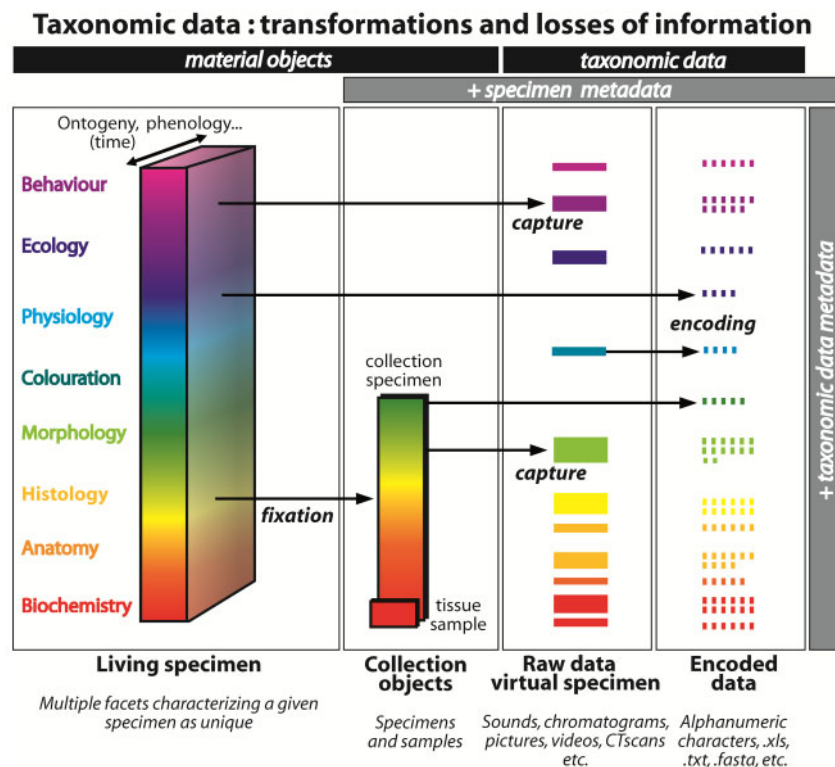 Taxonomic data : transformations and losses of information
material objects
taxonomic data
+ specimen metadata
Ontogeny, phenology...
(time)
Behaviour
Ecology
Physiology
Colouration
Morphology
Histology
Anatomy
Biochemistry
fixation
collection
specimen
tissue
sample
capture
capture
encoding
+ taxonomic data metadata
Living specimen
Multiple facets characterizing a given
specimen as unique
Collection
objects
Specimens
and samples
Raw data
virtual specimen
Sounds, chromatograms,
pictures, videos, CTscans
etc.
Encoded
data
Alphanumeric
characters, .xls,
.txt, .fasta, etc.